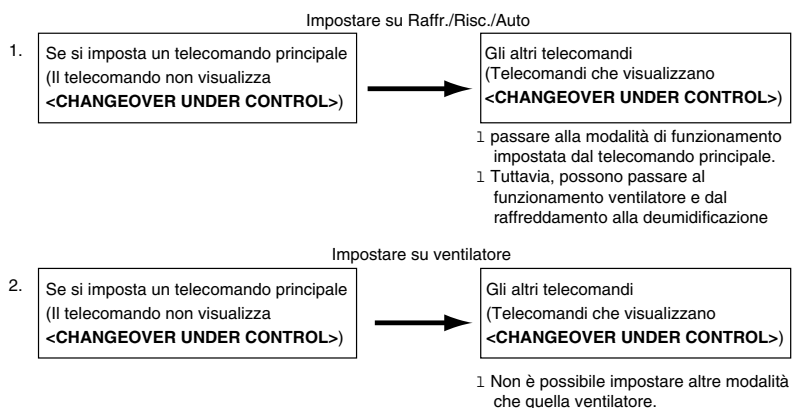 Impostare su Raffr./Risc./Auto
1.
Se si imposta un telecomando principale
(Il telecomando non visualizza
<CHANGEOVER UNDER CONTROL>)
Gli altri telecomandi
(Telecomandi che visualizzano
<CHANGEOVER UNDER CONTROL>)
l passare alla modalità di funzionamento
impostata dal telecomando principale.
l Tuttavia, possono passare al
funzionamento ventilatore e dal
raffreddamento alla deumidificazione
Impostare su ventilatore
2.
Se si imposta un telecomando principale
(Il telecomando non visualizza
<CHANGEOVER UNDER CONTROL>)
Gli altri telecomandi
(Telecomandi che visualizzano
<CHANGEOVER UNDER CONTROL>)
l Non è possibile impostare altre modalità
che quella ventilatore.